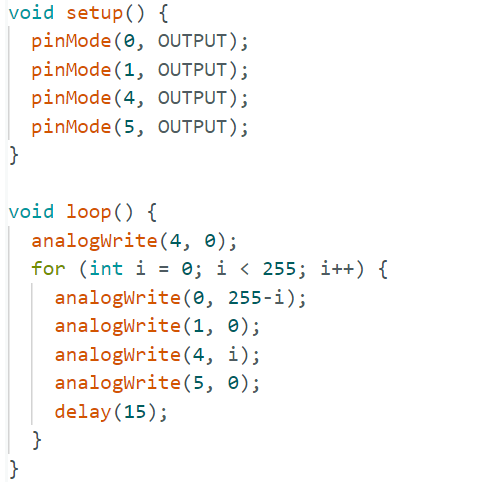 void setup() {
  pinMode(0, OUTPUT);
  pinMode(1, OUTPUT);
  pinMode(4, OUTPUT);
  pinMode(5, OUTPUT);
}

void loop() {
  analogWrite(4, 0);
  for (int i = 0; i < 255; i++) {
    analogWrite(0, 255-i);
    analogWrite(1, 0);
    analogWrite(4, i);
    analogWrite(5, 0);
    delay(15);
  }
}